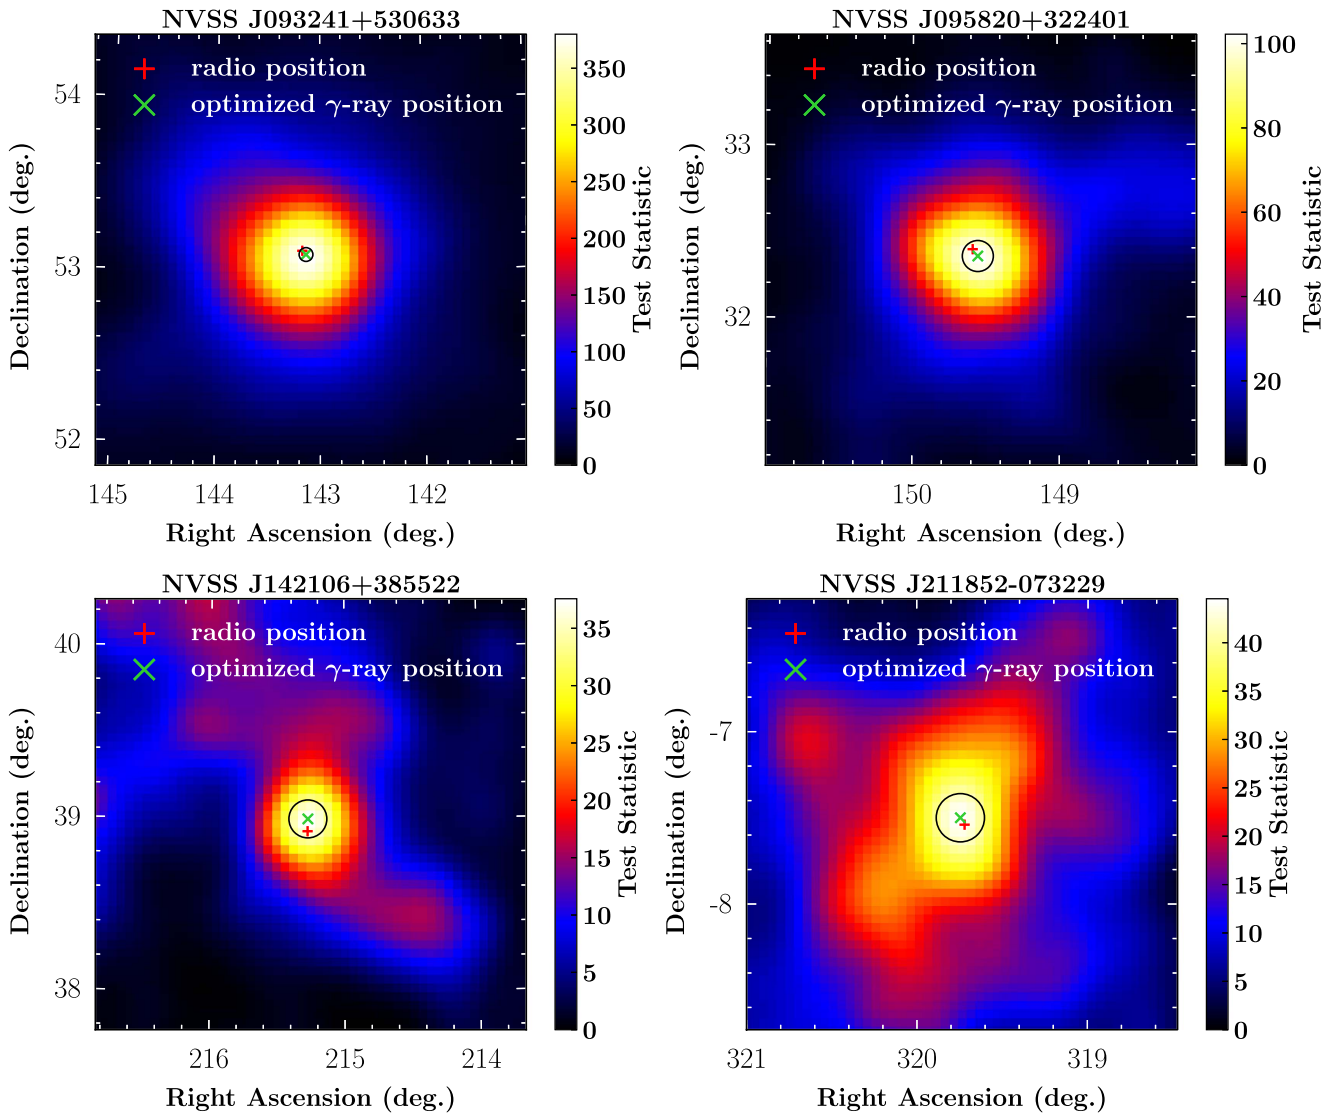 NVSS J093241+530633
radio position
optimized γ-ray position
54
53
52
145
144
143
142
Declination (deg.)
Right Ascension (deg.)
350
300
250
200
150
100
50
0
Test Statistic
NVSS J095820+322401
radio position
optimized γ-ray position
33
32
150
149
Declination (deg.)
Right Ascension (deg.)
100
80
60
40
20
0
Test Statistic
NVSS J142106+385522
radio position
optimized γ-ray position
40
39
38
216
215
214
Declination (deg.)
Right Ascension (deg.)
35
30
25
20
15
10
5
0
Test Statistic
NVSS J211852-073229
radio position
optimized γ-ray position
-7
-8
321
320
319
Declination (deg.)
Right Ascension (deg.)
40
35
30
25
20
15
10
5
0
Test Statistic